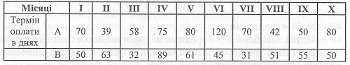 Місяці I II III IV V VI VII VIII IX X
Термін оплати в днях
А 70 39 58 75 80 120 70 42 50 80
В 50 63 32 89 61 45 31 51 55 50